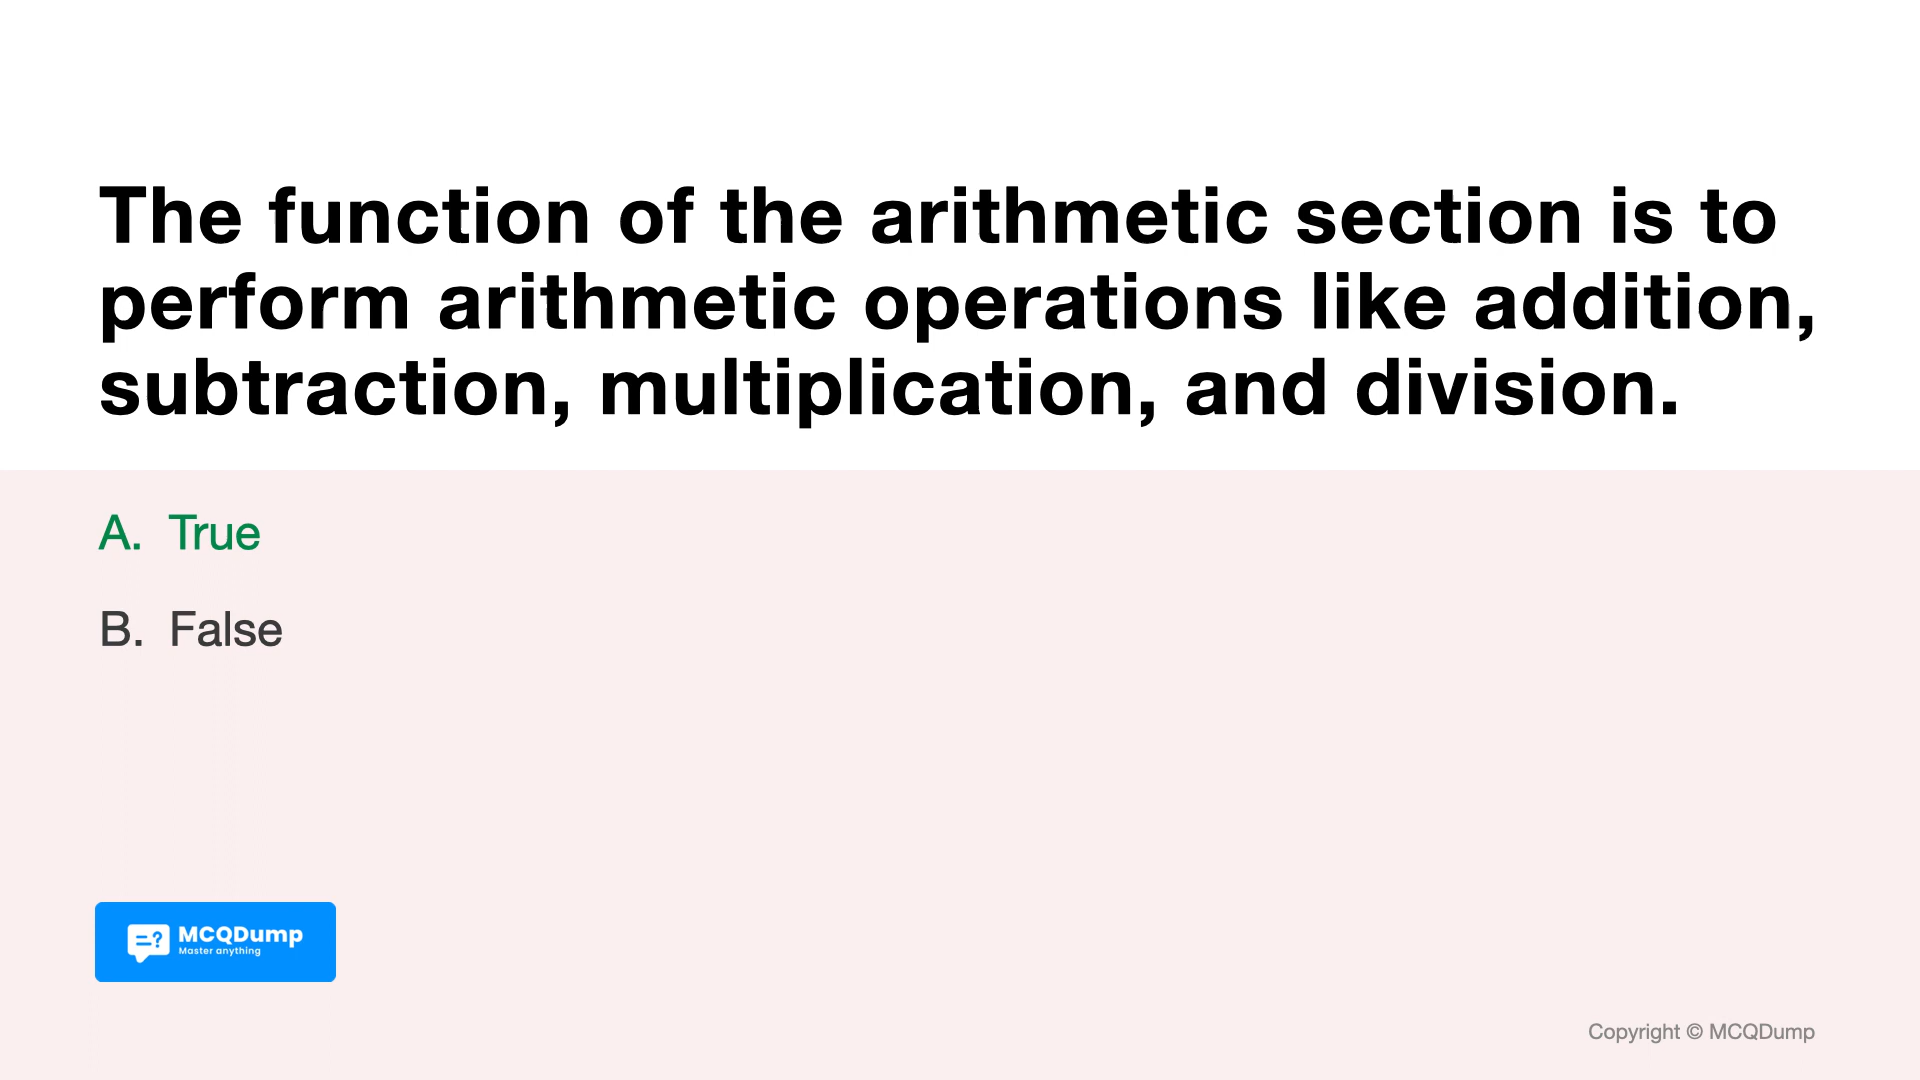 The function of the arithmetic section is to
perform arithmetic operations like addition,
subtraction, multiplication, and division.
A. True
B. False
=?
MCQDump
Master anything
Copyright © MCQDump